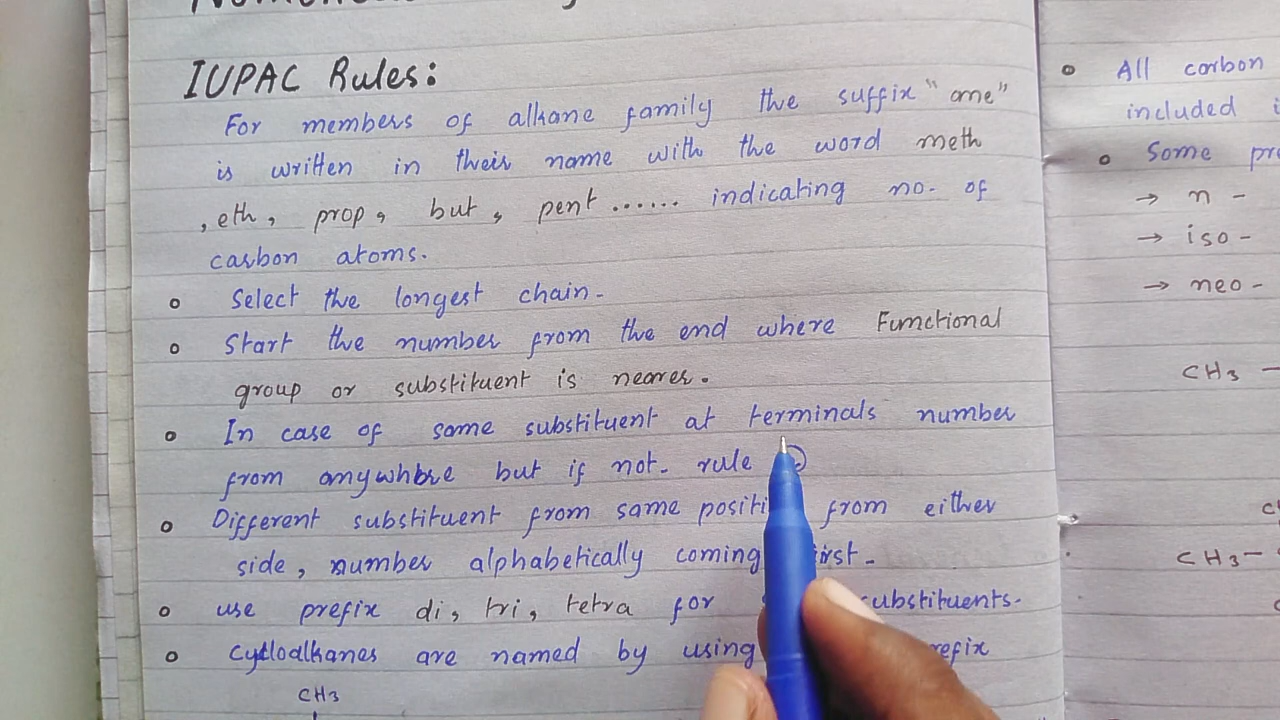 IUPAC Rules:
For members of alkane family the suffix "ane"
is written in their name with the word meth
, eth, prop, but, pent ...... indicating no. of
carbon atoms.
o Select the longest chain.
o Start the number from the end where Functional
group or substituent is nearer.
o In case of same substituent at terminals number
from anywhere but if not. rule
o Different substituent from same positi from either
side, number alphabetically coming irst.
o use prefix di, tri, tetra for substituents.
o cycloalkanes are named by using refix
CH3
o All carbon
included i
o Some pre
→ n -
→ iso -
→ neo -
CH3 -
CH3 -